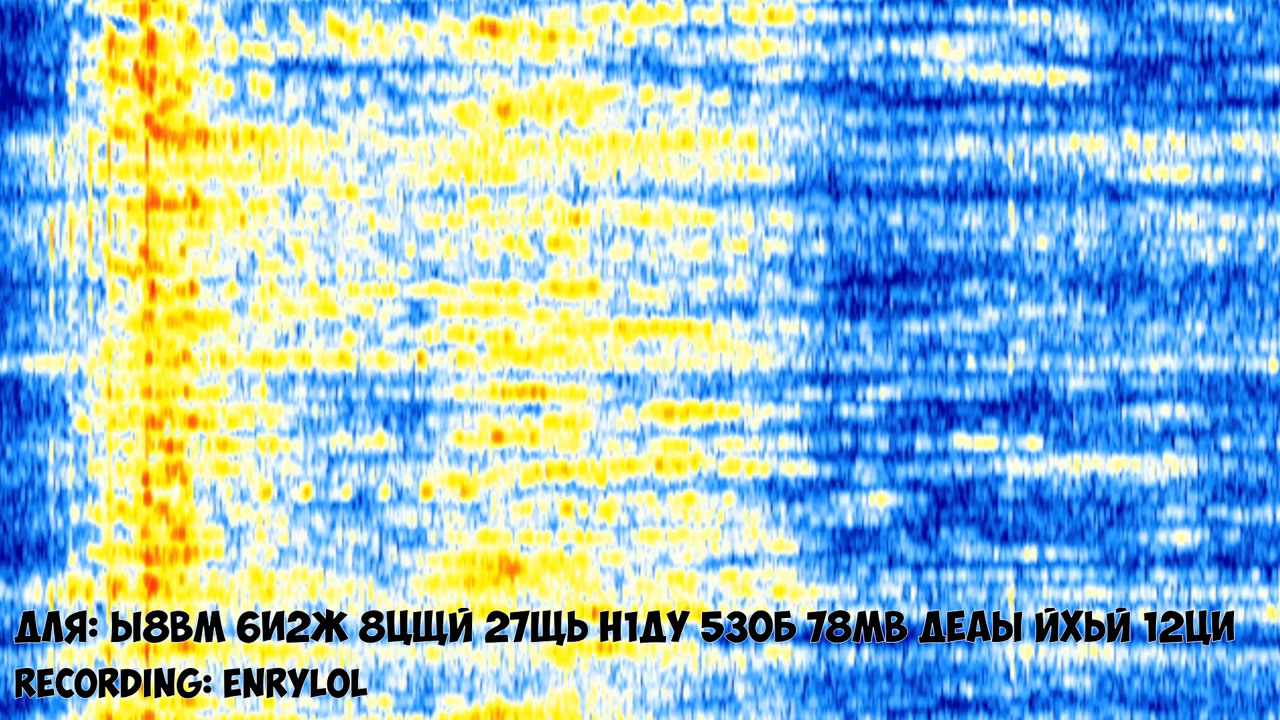 ДЛЯ: Ы8ВМ 6И2Ж 8ЦЩЙ 27ЩЬ Н1ДУ 530Б 78МВ ДЕАЫ ЙХЬЙ 12ЦИ
RECORDING: ENRYLOL